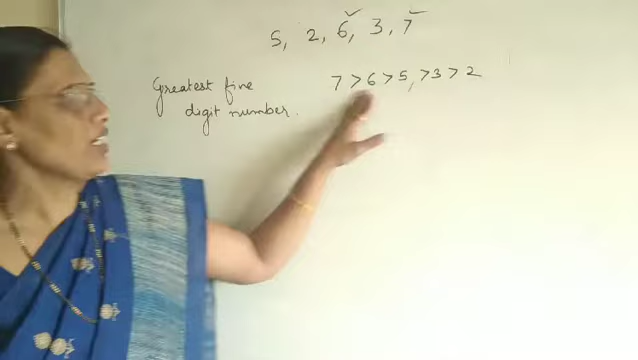 5, 2, 6, 3, 7
Greatest five 7 > 6 > 5, > 3 > 2
digit number.